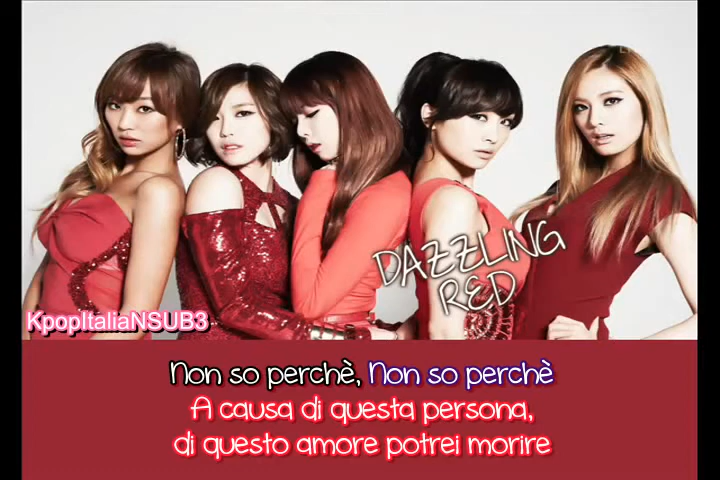 DAZZLING
RED
KpopItaliaNSUB3
Non so perchè, Non so perchè
A causa di questa persona,
di questo amore potrei morire